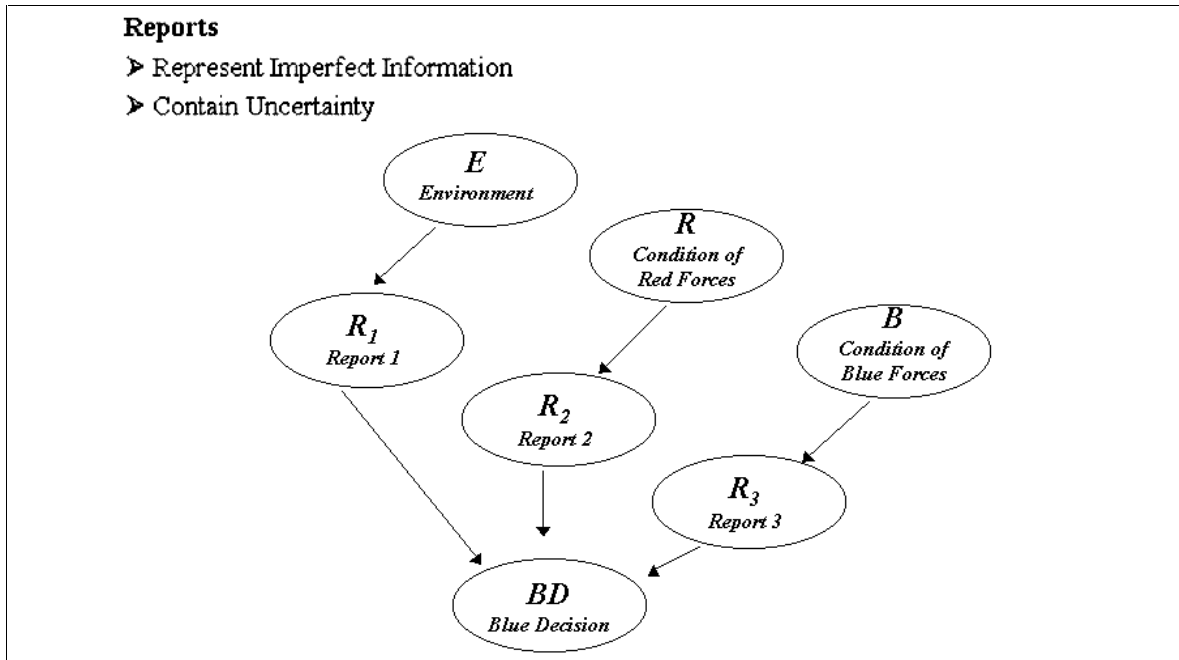 Reports
➤ Represent Imperfect Information
➤ Contain Uncertainty
E
Environment
R
Condition of
Red Forces
B
Condition of
Blue Forces
R1
Report 1
R2
Report 2
R3
Report 3
BD
Blue Decision